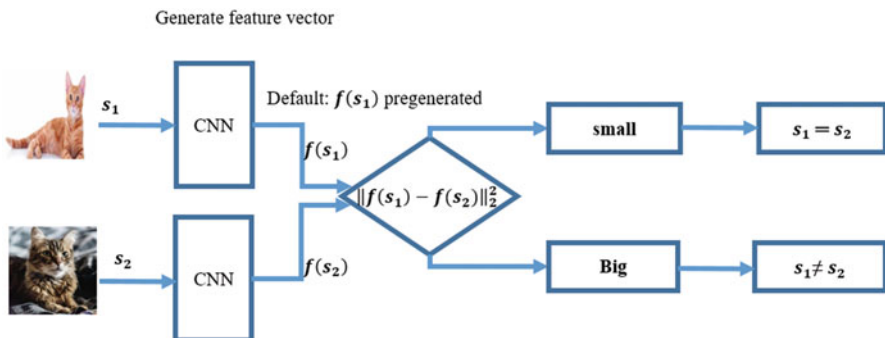 Generate feature vector
s₁
CNN
Default: f(s₁) pregenerated
f(s₁)
small
s₁ = s₂
‖f(s₁) − f(s₂)‖₂²
s₂
CNN
f(s₂)
Big
s₁≠ s₂